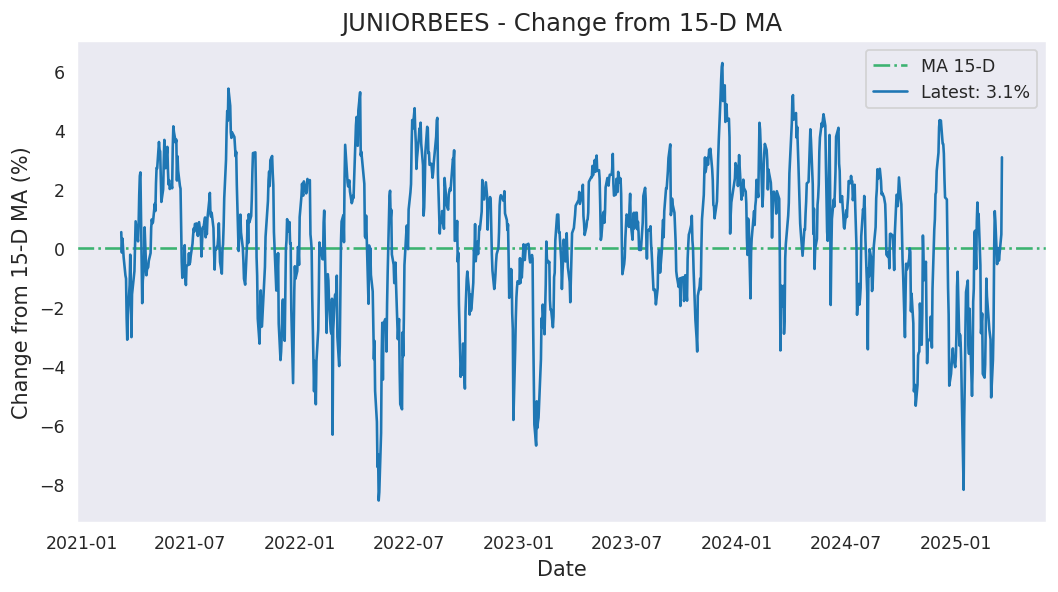 JUNIORBEES - Change from 15-D MA
MA 15-D
Latest: 3.1%
Change from 15-D MA (%)
6
4
2
0
−2
−4
−6
−8
2021-01 2021-07 2022-01 2022-07 2023-01 2023-07 2024-01 2024-07 2025-01
Date